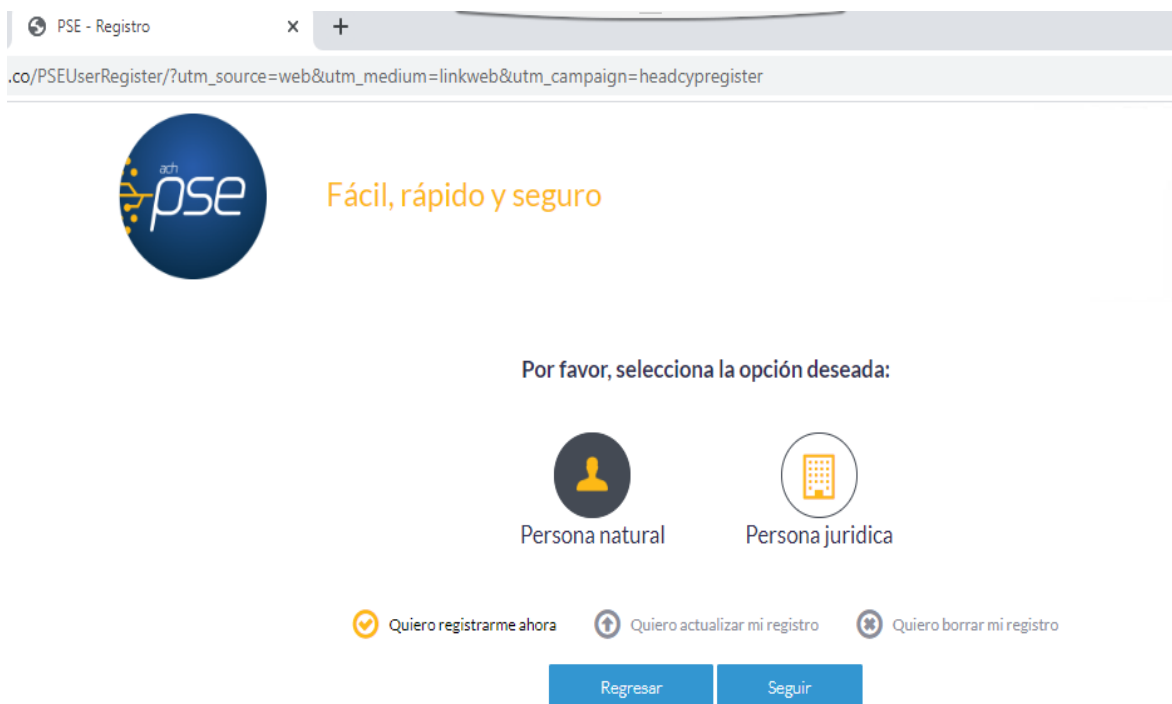 PSE - Registro
.co/PSEUserRegister/?utm_source=web&utm_medium=linkweb&utm_campaign=headcypregister
ach
pse
Fácil, rápido y seguro
Por favor, selecciona la opción deseada:
Persona natural Persona juridica
Quiero registrarme ahora Quiero actualizar mi registro Quiero borrar mi registro
Regresar Seguir